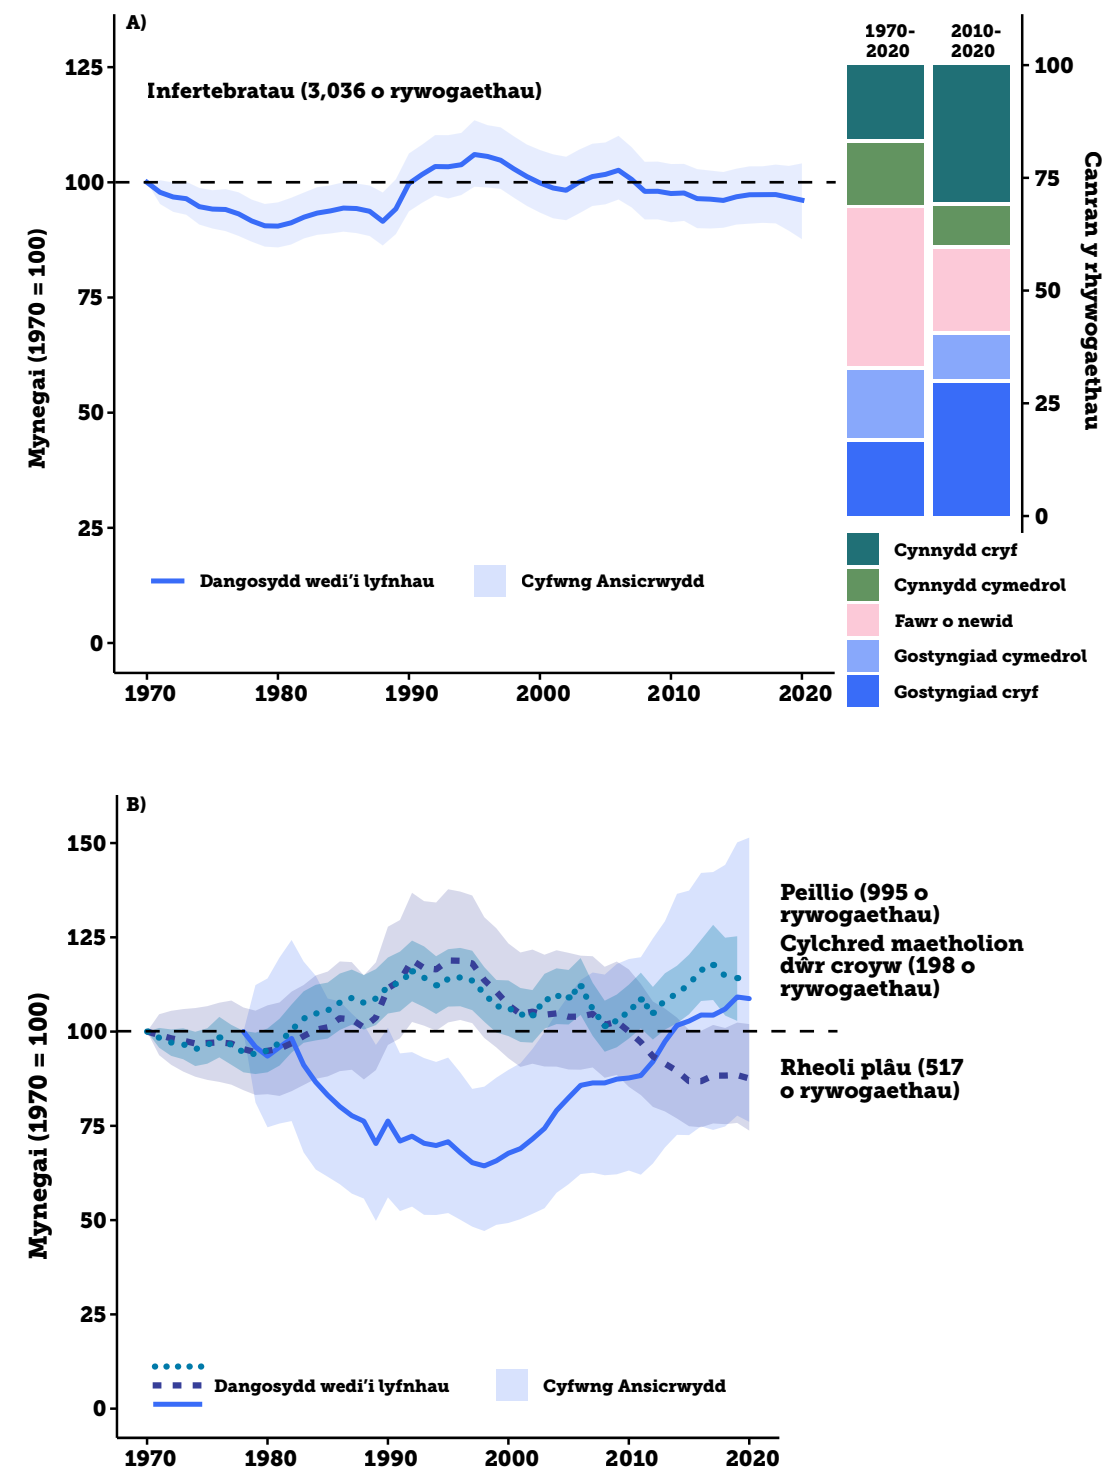 A)
Infertebratau (3,036 o rywogaethau)
Mynegai (1970 = 100)
125
100
75
50
25
0
1970 1980 1990 2000 2010 2020
Dangosydd wedi'i lyfnhau
Cyfwng Ansicrwydd
1970-
2020
2010-
2020
100
75
50
25
0
Canran y rhywogaethau
Cynnydd cryf
Cynnydd cymedrol
Fawr o newid
Gostyngiad cymedrol
Gostyngiad cryf
B)
Mynegai (1970 = 100)
150
125
100
75
50
25
0
1970 1980 1990 2000 2010 2020
Peillio (995 o
rywogaethau)
Cylchred maetholion
dŵr croyw (198 o
rywogaethau)
Rheoli plâu (517
o rywogaethau)
Dangosydd wedi'i lyfnhau
Cyfwng Ansicrwydd